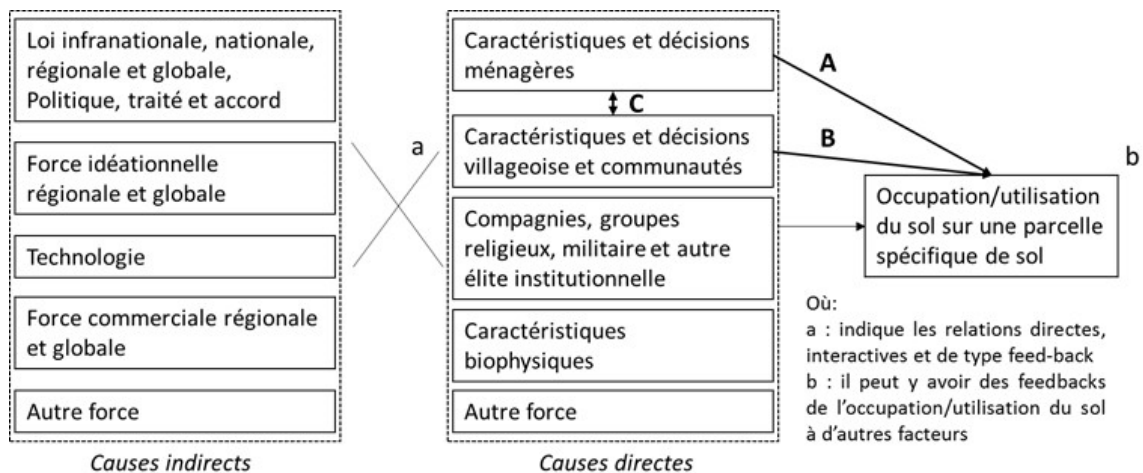 Loi infranationale, nationale,
régionale et globale,
Politique, traité et accord
Force idéationnelle
régionale et globale
Technologie
Force commerciale régionale
et globale
Autre force
Causes indirects
a
Caractéristiques et décisions
ménagères
C
Caractéristiques et décisions
villageoise et communautés
Compagnies, groupes
religieux, militaire et autre
élite institutionnelle
Caractéristiques
biophysiques
Autre force
Causes directes
A
B
b
Occupation/utilisation
du sol sur une parcelle
spécifique de sol
Où:
a : indique les relations directes,
interactives et de type feed-back
b : il peut y avoir des feedbacks
de l’occupation/utilisation du sol
à d’autres facteurs